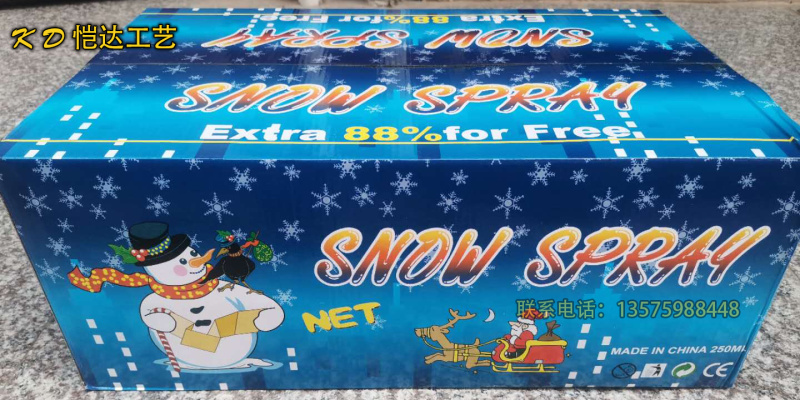 KD 恺达工艺
Extra 88% for Free
SNOW SPRAY
SNOW SPRAY
Extra 88% for Free
SNOW SPRAY
联系电话：13575988448
NET
MADE IN CHINA 250ML
CE